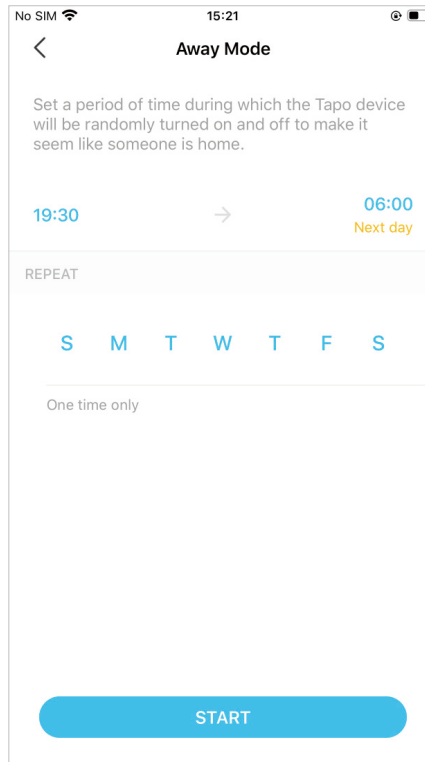 No SIM 15:21
Away Mode
Set a period of time during which the Tapo device
will be randomly turned on and off to make it
seem like someone is home.
19:30 → 06:00
Next day
REPEAT
S M T W T F S
One time only
START